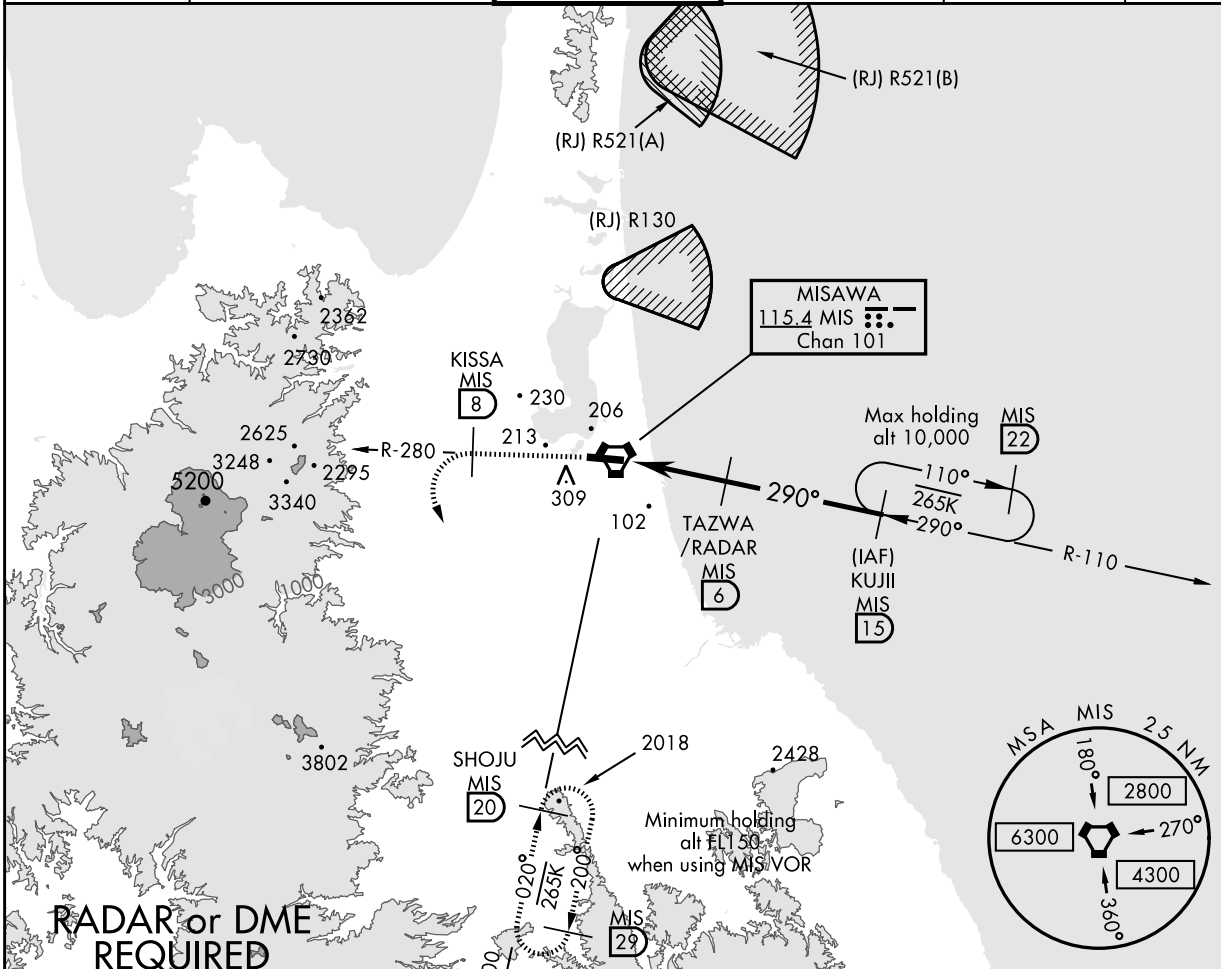 (RJ) R521(B)
(RJ) R521(A)
(RJ) R130
MISAWA
115.4 MIS
Chan 101
2362
2730
KISSA
MIS
8
230
206
213
Max holding
alt 10,000
MIS
22
2625
3248
2295
5200
3340
R-280
309
102
290°
110°
265K
290°
R-110
TAZWA
/RADAR
MIS
6
(IAF)
KUJII
MIS
15
3000
1000
3802
SHOJU
MIS
20
2018
2428
Minimum holding
alt FL150
when using MIS VOR
020°
265K
200°
MIS
29
MSA MIS 25 NM
180°
2800
6300
270°
4300
360°
RADAR or DME
REQUIRED